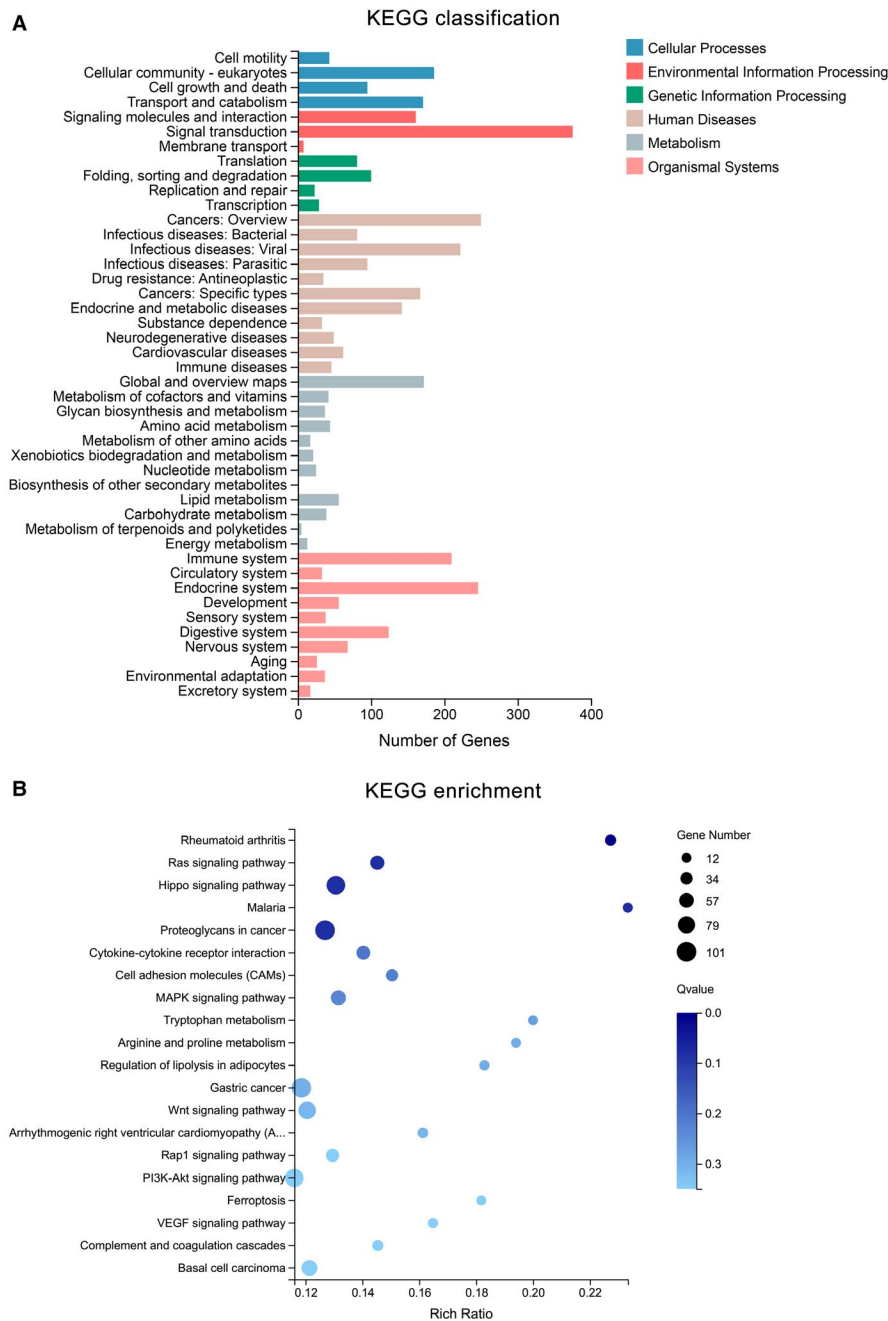 A
KEGG classification
Cell motility
Cellular community - eukaryotes
Cell growth and death
Transport and catabolism
Signaling molecules and interaction
Signal transduction
Membrane transport
Translation
Folding, sorting and degradation
Replication and repair
Transcription
Cancers: Overview
Infectious diseases: Bacterial
Infectious diseases: Viral
Infectious diseases: Parasitic
Drug resistance: Antineoplastic
Cancers: Specific types
Endocrine and metabolic diseases
Substance dependence
Neurodegenerative diseases
Cardiovascular diseases
Immune diseases
Global and overview maps
Metabolism of cofactors and vitamins
Glycan biosynthesis and metabolism
Amino acid metabolism
Metabolism of other amino acids
Xenobiotics biodegradation and metabolism
Nucleotide metabolism
Biosynthesis of other secondary metabolites
Lipid metabolism
Carbohydrate metabolism
Metabolism of terpenoids and polyketides
Energy metabolism
Immune system
Circulatory system
Endocrine system
Development
Sensory system
Digestive system
Nervous system
Aging
Environmental adaptation
Excretory system
0 100 200 300 400
Number of Genes
Cellular Processes
Environmental Information Processing
Genetic Information Processing
Human Diseases
Metabolism
Organismal Systems
B
KEGG enrichment
Rheumatoid arthritis
Ras signaling pathway
Hippo signaling pathway
Malaria
Proteoglycans in cancer
Cytokine-cytokine receptor interaction
Cell adhesion molecules (CAMs)
MAPK signaling pathway
Tryptophan metabolism
Arginine and proline metabolism
Regulation of lipolysis in adipocytes
Gastric cancer
Wnt signaling pathway
Arrhythmogenic right ventricular cardiomyopathy (A...
Rap1 signaling pathway
PI3K-Akt signaling pathway
Ferroptosis
VEGF signaling pathway
Complement and coagulation cascades
Basal cell carcinoma
0.12 0.14 0.16 0.18 0.20 0.22
Rich Ratio
Gene Number
12
34
57
79
101
Qvalue
0.0
0.1
0.2
0.3